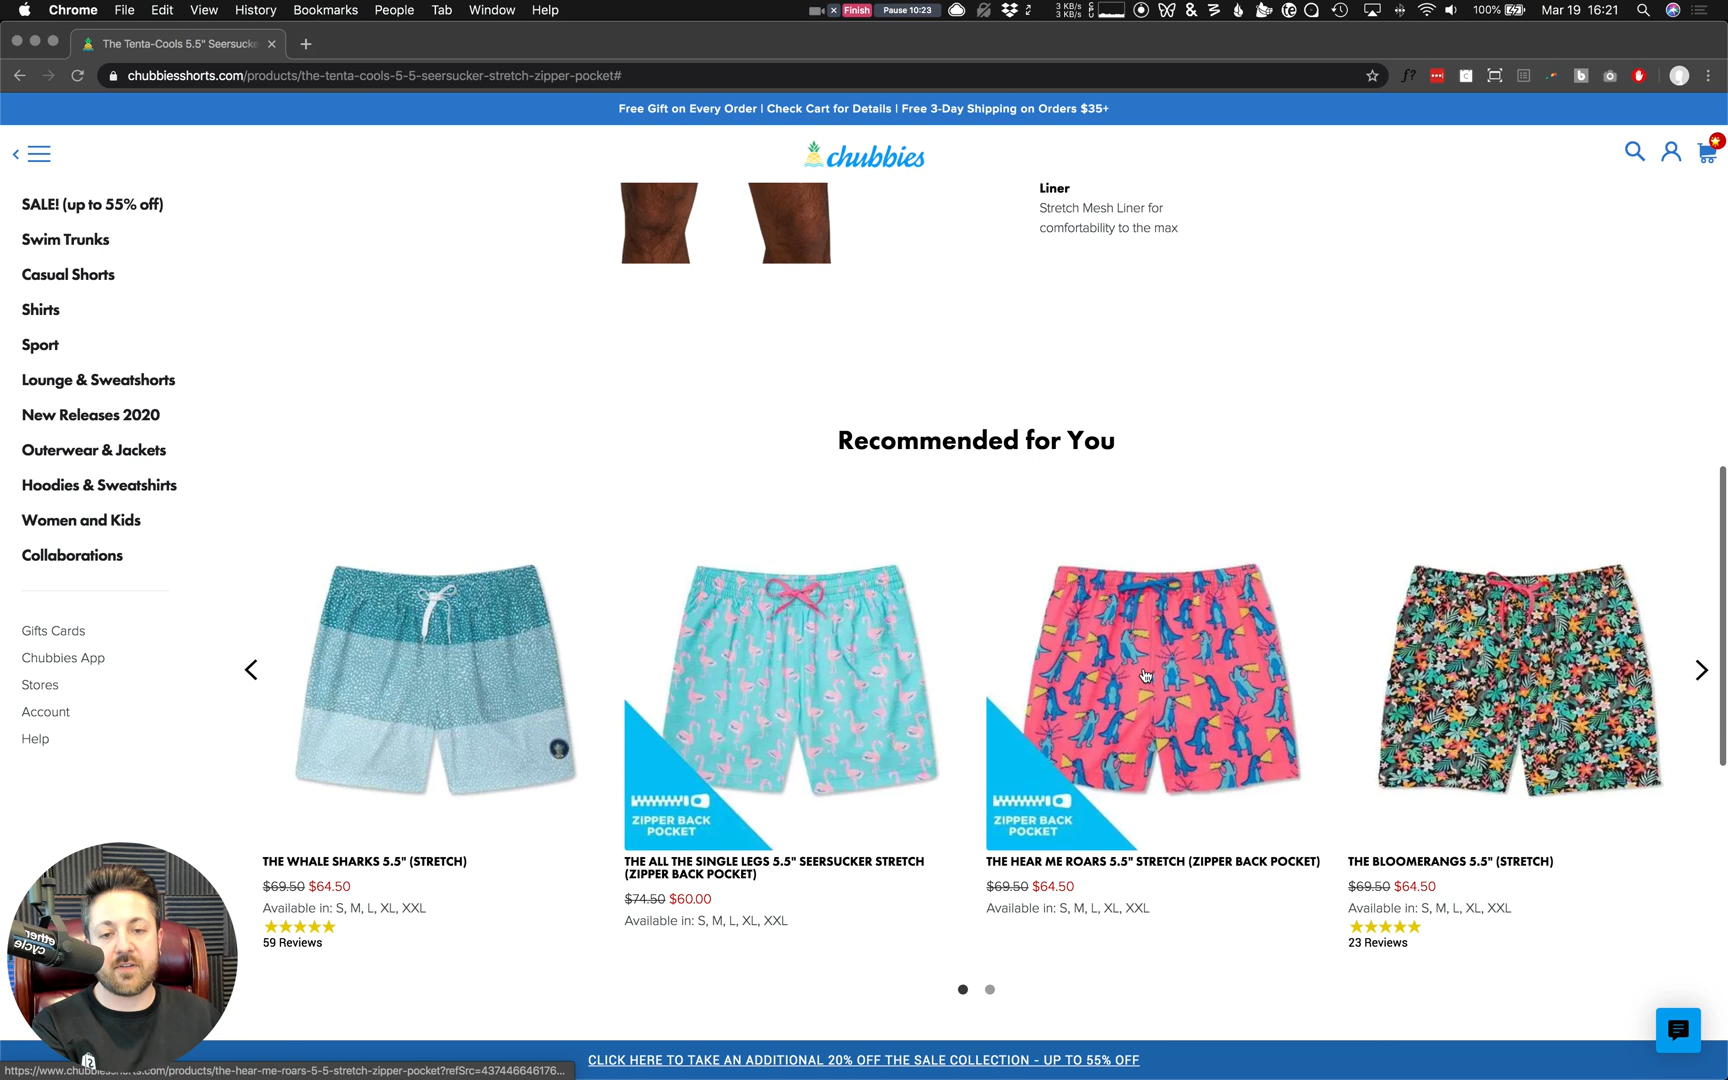 Chrome File Edit View History Bookmarks People Tab Window Help
Finish Pause 10:23
3 KB/s
3 KB/s
100%
Mar 19 16:21
The Tenta-Cools 5.5" Seersucke
chubbiesshorts.com/products/the-tenta-cools-5-5-seersucker-stretch-zipper-pocket#
Free Gift on Every Order | Check Cart for Details | Free 3-Day Shipping on Orders $35+
chubbies
SALE! (up to 55% off)
Swim Trunks
Casual Shorts
Shirts
Sport
Lounge & Sweatshorts
New Releases 2020
Outerwear & Jackets
Hoodies & Sweatshirts
Women and Kids
Collaborations
Gifts Cards
Chubbies App
Stores
Account
Help
Liner
Stretch Mesh Liner for
comfortability to the max
Recommended for You
ZIPPER BACK
POCKET
ZIPPER BACK
POCKET
THE WHALE SHARKS 5.5" (STRETCH)
$69.50 $64.50
Available in: S, M, L, XL, XXL
59 Reviews
THE ALL THE SINGLE LEGS 5.5" SEERSUCKER STRETCH
(ZIPPER BACK POCKET)
$74.50 $60.00
Available in: S, M, L, XL, XXL
THE HEAR ME ROARS 5.5" STRETCH (ZIPPER BACK POCKET)
$69.50 $64.50
Available in: S, M, L, XL, XXL
THE BLOOMERANGS 5.5" (STRETCH)
$69.50 $64.50
Available in: S, M, L, XL, XXL
23 Reviews
ether
cycle
CLICK HERE TO TAKE AN ADDITIONAL 20% OFF THE SALE COLLECTION - UP TO 55% OFF
https://www.chubbiesshorts.com/products/the-hear-me-roars-5-5-stretch-zipper-pocket?refSrc=437446646176...